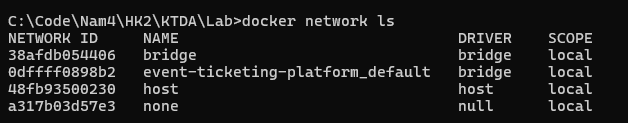 C:\Code\Nam4\HK2\KTDA\Lab>docker network ls
NETWORK ID     NAME                              DRIVER    SCOPE
38afdb054406   bridge                            bridge    local
0dffff0898b2   event-ticketing-platform_default  bridge    local
48fb93500230   host                              host      local
a317b03d57e3   none                              null      local